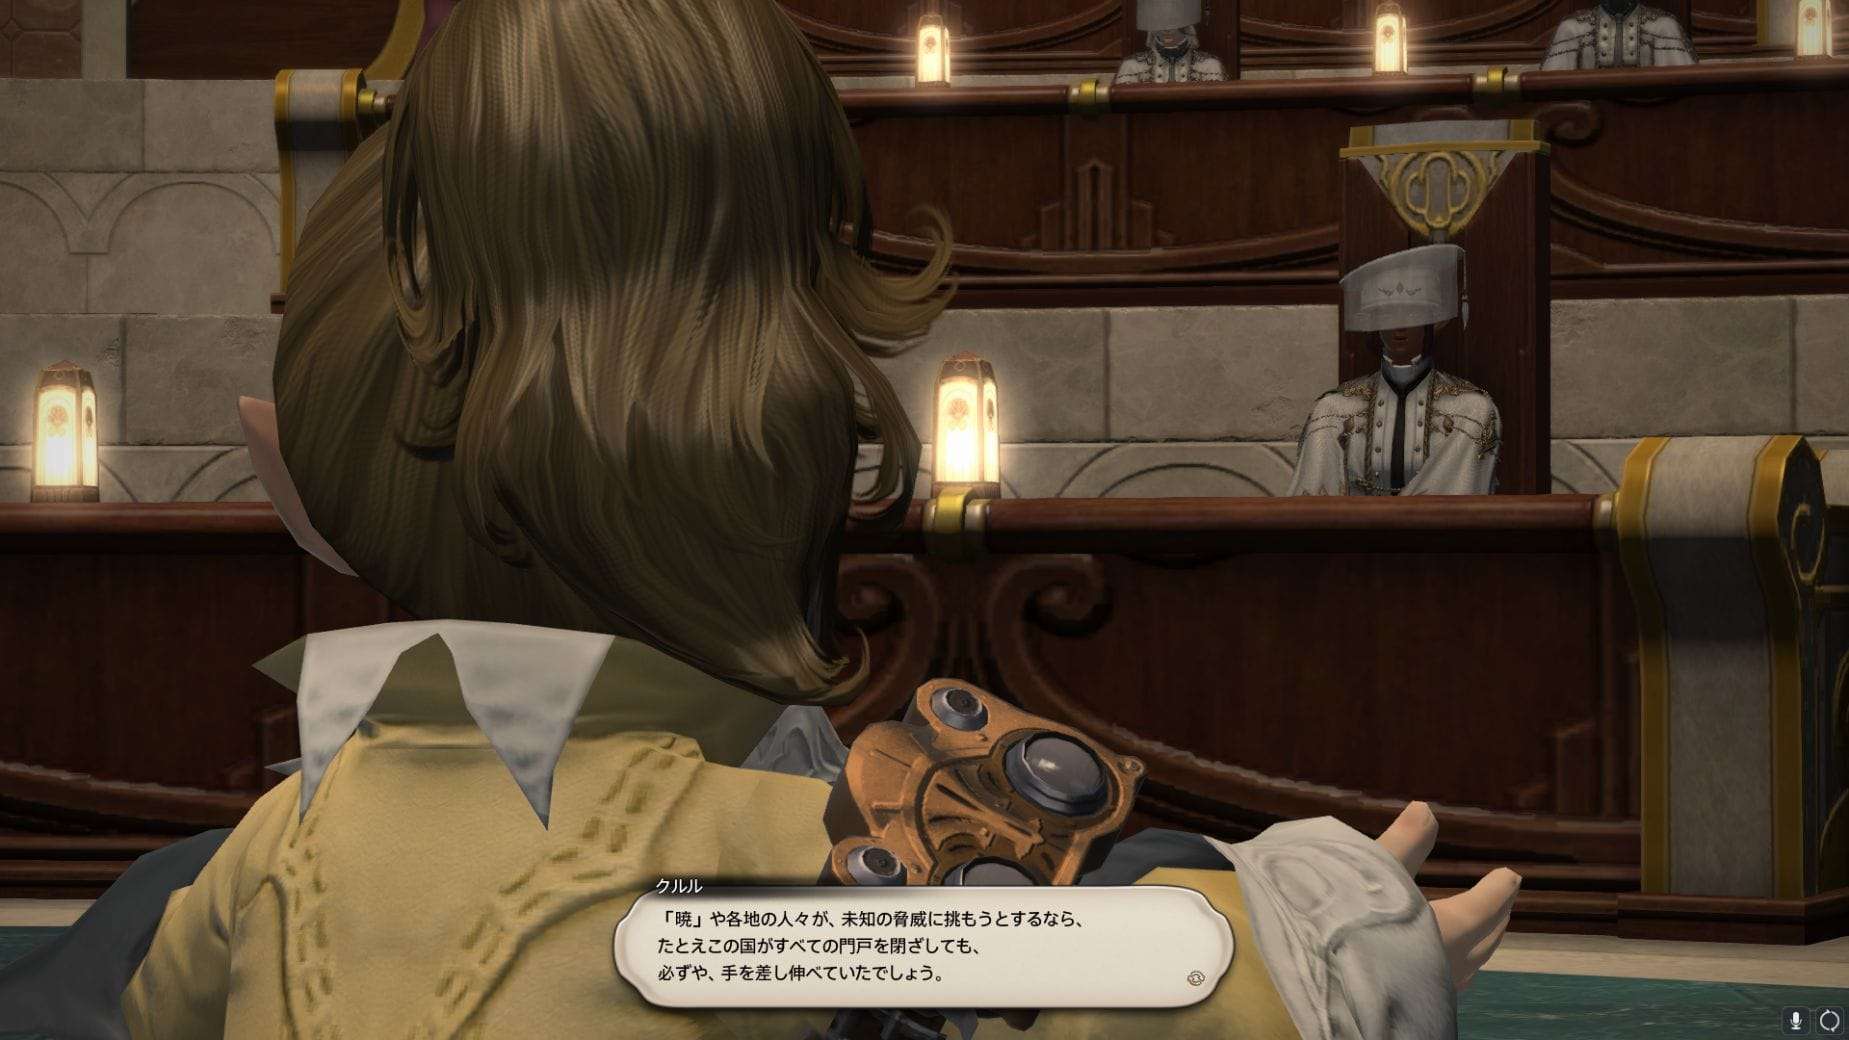 クルル
「暁」や各地の人々が、未知の脅威に挑もうとするなら、
たとえこの国がすべての門戸を閉ざしても、
必ずや、手を差し伸べていたでしょう。